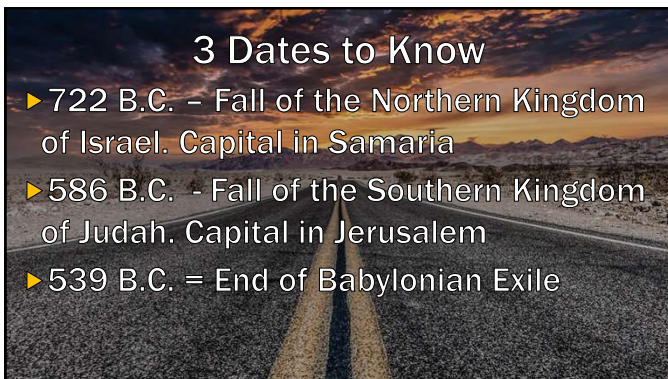 3 Dates to Know
722 B.C. – Fall of the Northern Kingdom
of Israel. Capital in Samaria
586 B.C.  - Fall of the Southern Kingdom
of Judah. Capital in Jerusalem
539 B.C. = End of Babylonian Exile